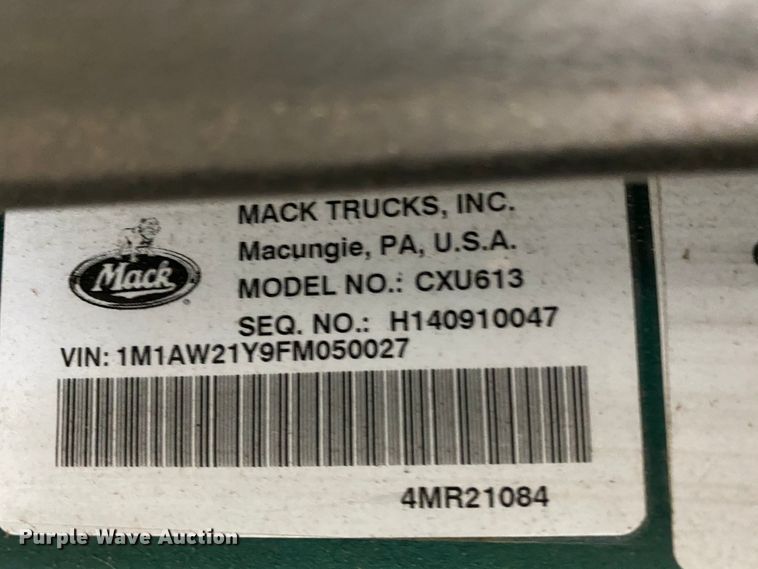 MACK TRUCKS, INC.
Mack
Macungie, PA, U.S.A.
MODEL NO.: CXU613
SEQ. NO.: H140910047
VIN: 1M1AW21Y9FM050027
4MR21084
Purple Wave Auction